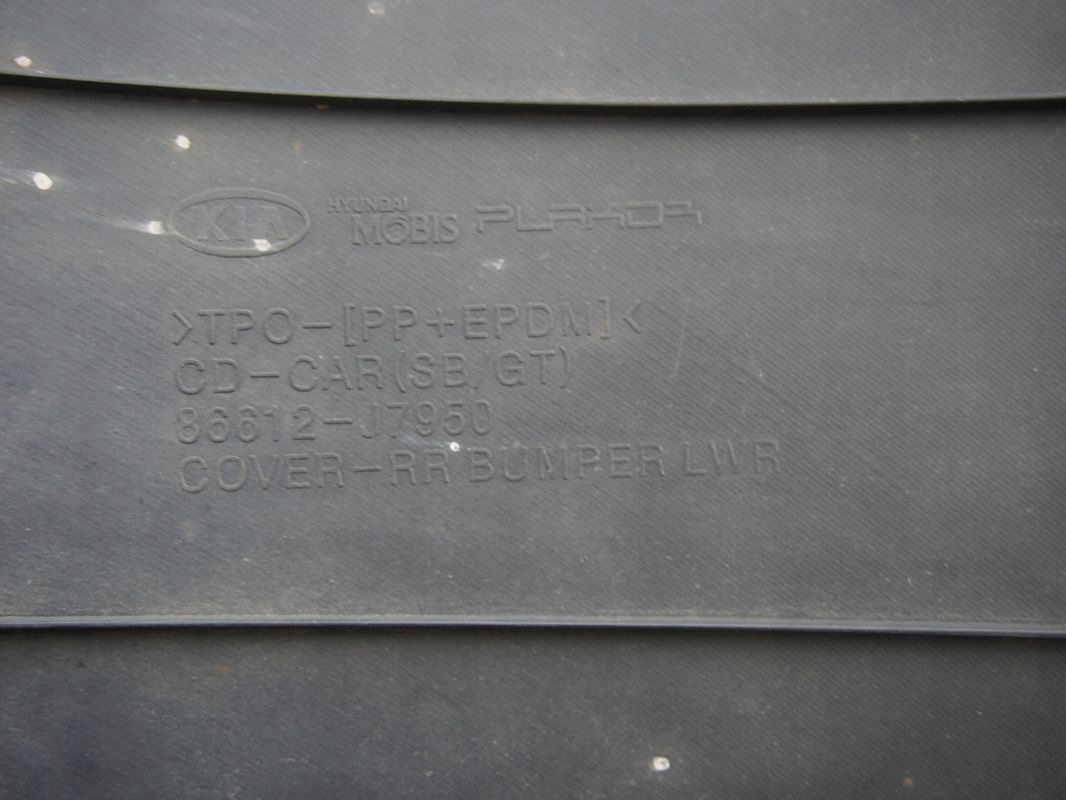 KIA HYUNDAI MOBIS PLAKOR
>TPO-[PP+EPDM]<
CD-CAR(SB/GT)
86612-J7950
COVER-RR BUMPER LWR